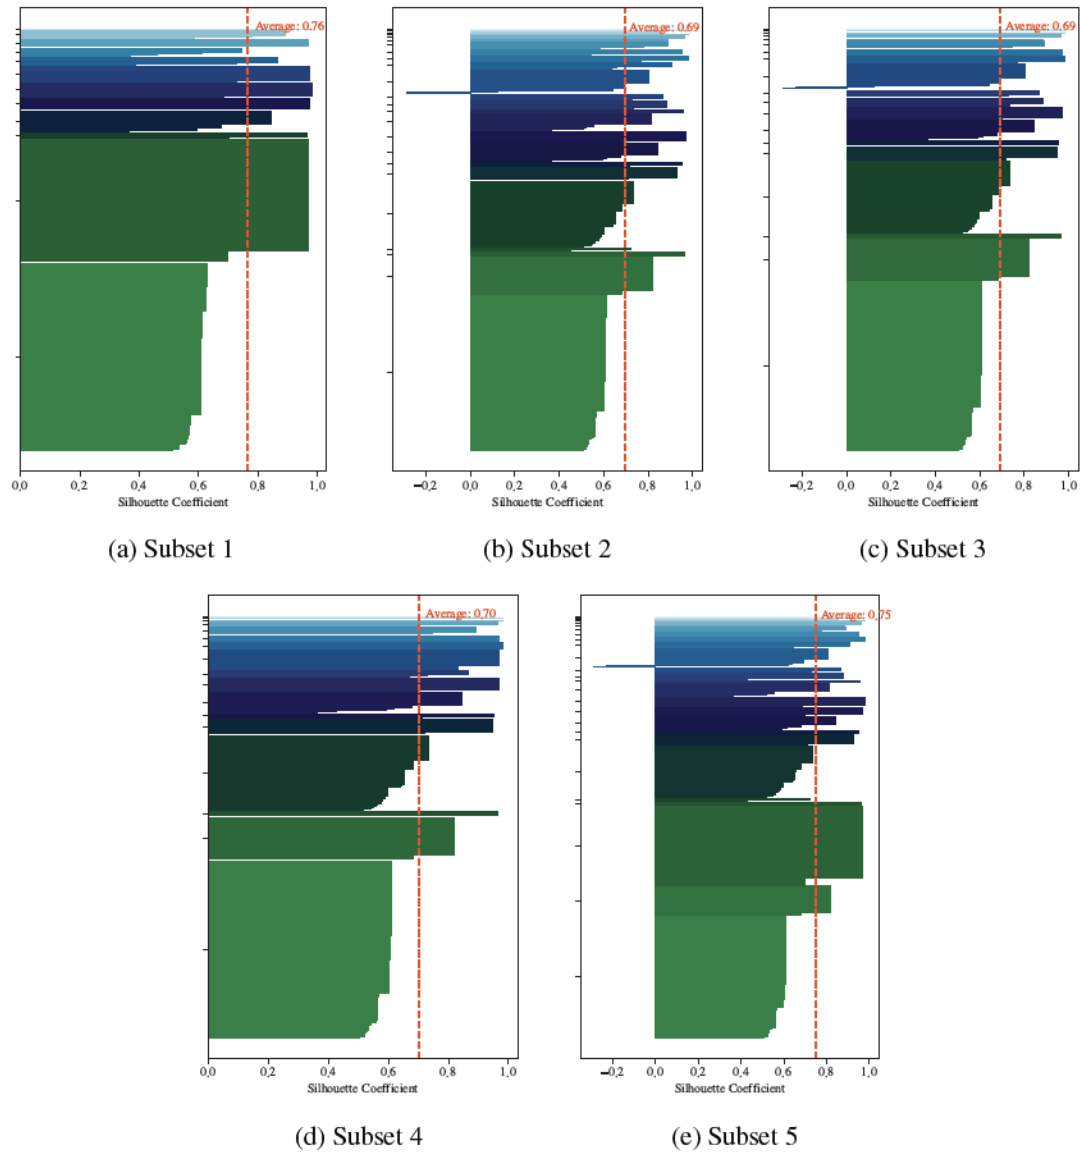 Average: 0,76
0,0 0,2 0,4 0,6 0,8 1,0
Silhouette Coefficient
(a) Subset 1
Average: 0,69
−0,2 0,0 0,2 0,4 0,6 0,8 1,0
Silhouette Coefficient
(b) Subset 2
Average: 0,69
−0,2 0,0 0,2 0,4 0,6 0,8 1,0
Silhouette Coefficient
(c) Subset 3
Average: 0,70
0,0 0,2 0,4 0,6 0,8 1,0
Silhouette Coefficient
(d) Subset 4
Average: 0,75
−0,2 0,0 0,2 0,4 0,6 0,8 1,0
Silhouette Coefficient
(e) Subset 5